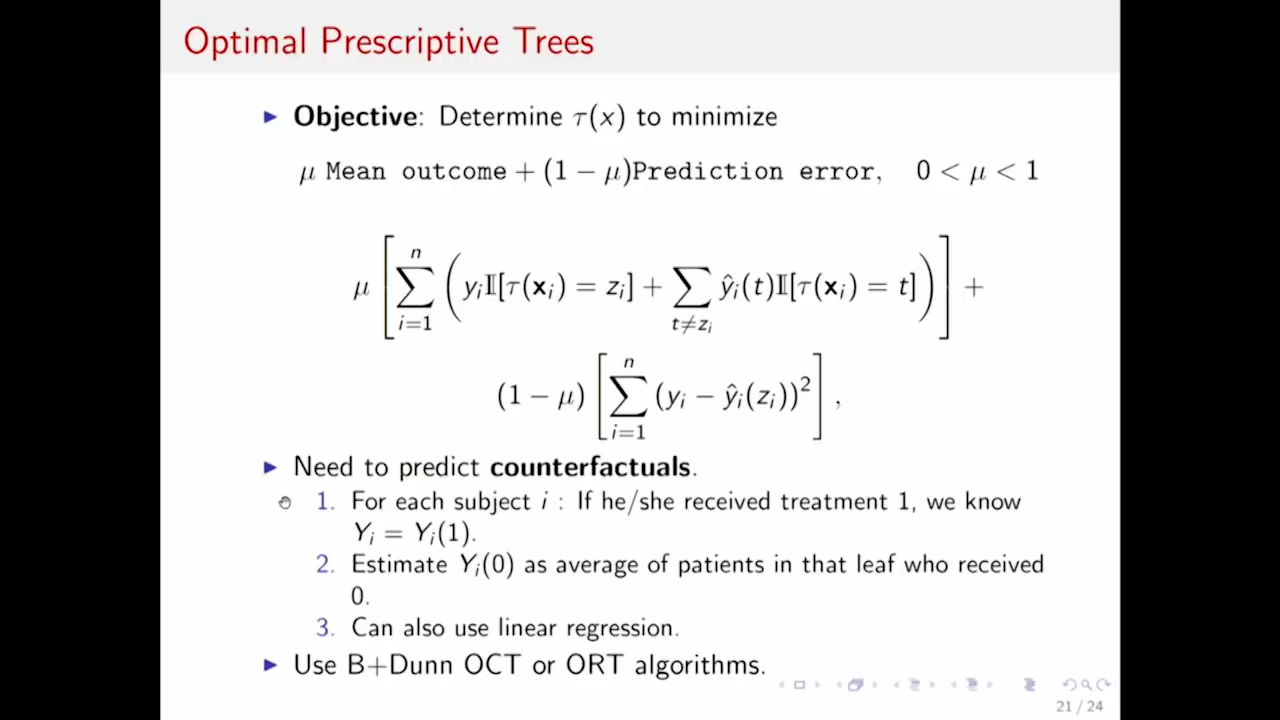 Optimal Prescriptive Trees
▶ Objective: Determine τ(x) to minimize
μ Mean outcome + (1 − μ)Prediction error, 0 < μ < 1
μ [ ∑_{i=1}^{n} ( y_i 𝕀[τ(𝐱_i) = z_i] + ∑_{t≠z_i} ŷ_i(t)𝕀[τ(𝐱_i) = t] ) ] +
(1 − μ) [ ∑_{i=1}^{n} (y_i − ŷ_i(z_i))² ] ,
▶ Need to predict counterfactuals.
1. For each subject i : If he/she received treatment 1, we know
Y_i = Y_i(1).
2. Estimate Y_i(0) as average of patients in that leaf who received
0.
3. Can also use linear regression.
▶ Use B+Dunn OCT or ORT algorithms.
21 / 24